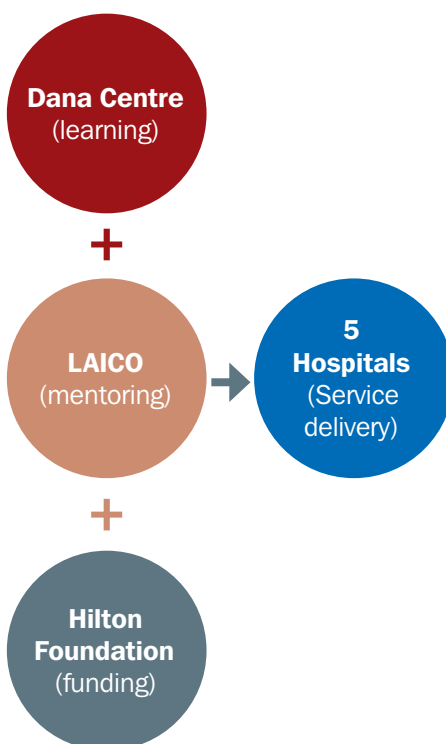 Dana Centre
(learning)
+
LAICO
(mentoring)
5
Hospitals
(Service
delivery)
+
Hilton
Foundation
(funding)